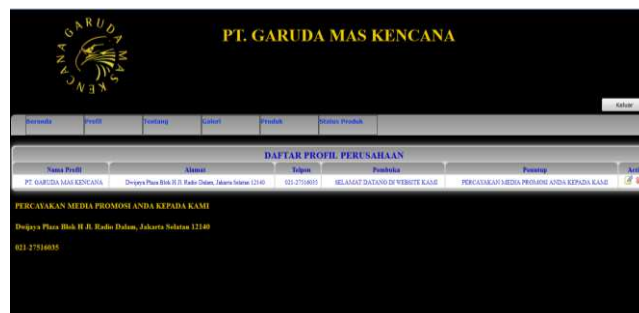 GARUDA MAS KENCANA
PT. GARUDA MAS KENCANA
Keluar
Beranda Profil Tentang Galeri Produk Status Produk
DAFTAR PROFIL PERUSAHAAN
Nama Profil Alamat Telpon Pembuka Penutup
PT. GARUDA MAS KENCANA Dwijaya Plaza Blok H Jl. Radio Dalam, Jakarta Selatan 12140 021-27516035 SELAMAT DATANG DI WEBSITE KAMI PERCAYAKAN MEDIA PROMOSI ANDA KEPADA KAMI
PERCAYAKAN MEDIA PROMOSI ANDA KEPADA KAMI
Dwijaya Plaza Blok H Jl. Radio Dalam, Jakarta Selatan 12140
021-27516035